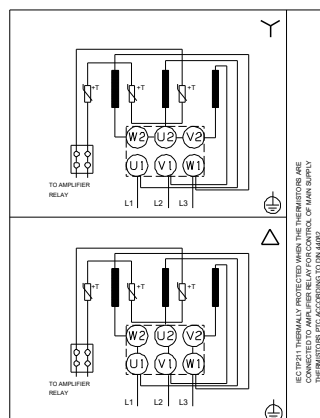 +T
+T
+T
W2 U2 V2
U1 V1 W1
TO AMPLIFIER
RELAY
L1 L2 L3
+T
+T
+T
W2 U2 V2
U1 V1 W1
TO AMPLIFIER
RELAY
L1 L2 L3
IEC TP211 THERMALLY PROTECTED WHEN THE THERMISTORS ARE
CONNECTED TO AMPLIFIER RELAY FOR CONTROL OF MAIN SUPPLY
THERMISTORS PTC ACCORDING TO DIN 44082